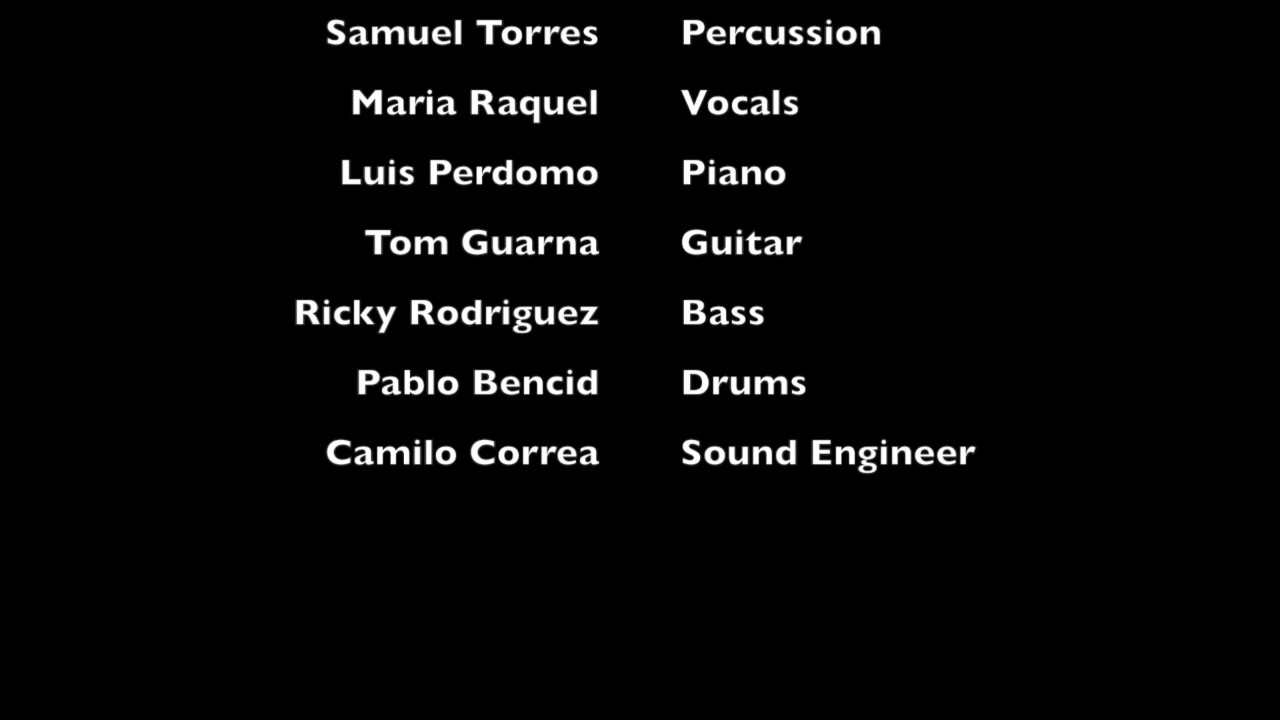 Samuel Torres Percussion
Maria Raquel Vocals
Luis Perdomo Piano
Tom Guarna Guitar
Ricky Rodriguez Bass
Pablo Bencid Drums
Camilo Correa Sound Engineer